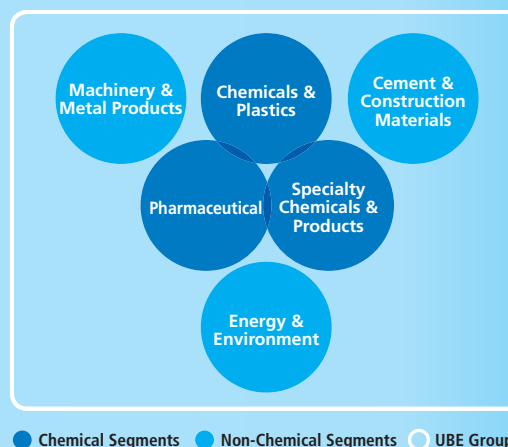 Machinery &
Metal Products
Chemicals &
Plastics
Cement &
Construction
Materials
Pharmaceutical
Specialty
Chemicals &
Products
Energy &
Environment
Chemical Segments
Non-Chemical Segments
UBE Group